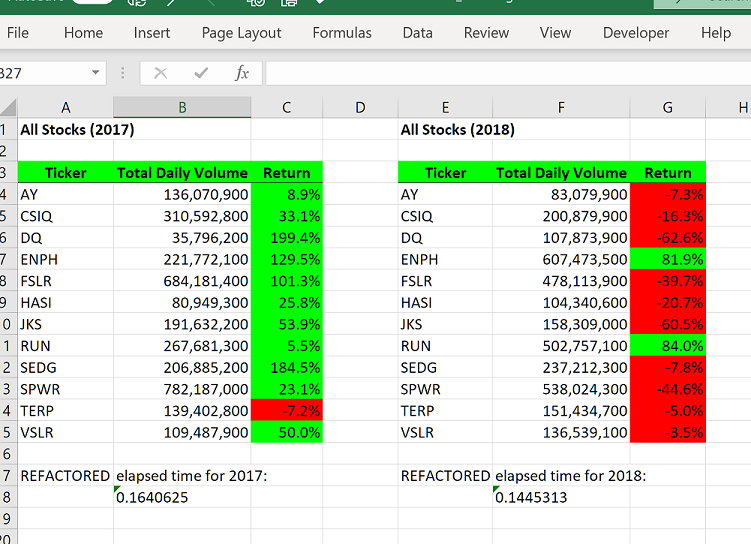 File Home Insert Page Layout Formulas Data Review View Developer Help
B27 fx
A B C D E F G H
1 All Stocks (2017) All Stocks (2018)
2
3 Ticker Total Daily Volume Return Ticker Total Daily Volume Return
4 AY 136,070,900 8.9% AY 83,079,900 -7.3%
5 CSIQ 310,592,800 33.1% CSIQ 200,879,900 -16.3%
6 DQ 35,796,200 199.4% DQ 107,873,900 -62.6%
7 ENPH 221,772,100 129.5% ENPH 607,473,500 81.9%
8 FSLR 684,181,400 101.3% FSLR 478,113,900 -39.7%
9 HASI 80,949,300 25.8% HASI 104,340,600 -20.7%
0 JKS 191,632,200 53.9% JKS 158,309,000 -60.5%
1 RUN 267,681,300 5.5% RUN 502,757,100 84.0%
2 SEDG 206,885,200 184.5% SEDG 237,212,300 -7.8%
3 SPWR 782,187,000 23.1% SPWR 538,024,300 -44.6%
4 TERP 139,402,800 -7.2% TERP 151,434,700 -5.0%
5 VSLR 109,487,900 50.0% VSLR 136,539,100 -3.5%
6
7 REFACTORED elapsed time for 2017: REFACTORED elapsed time for 2018:
8 0.1640625 0.1445313
9
20